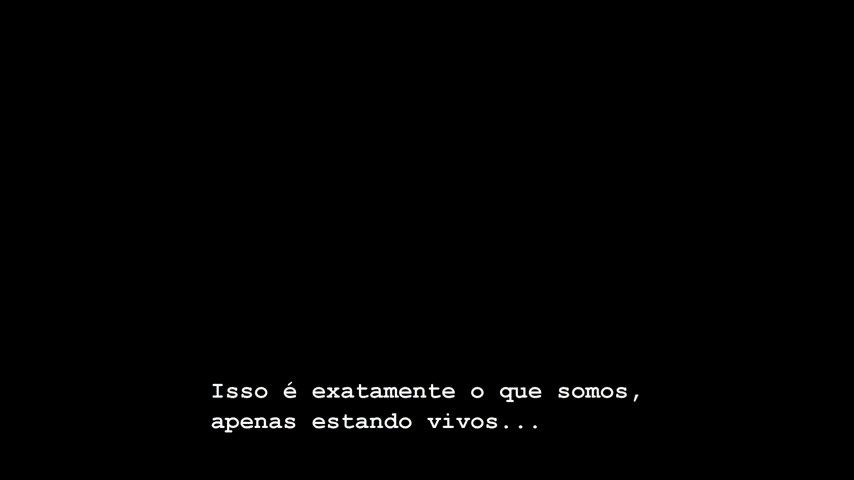 Isso é exatamente o que somos,
apenas estando vivos...